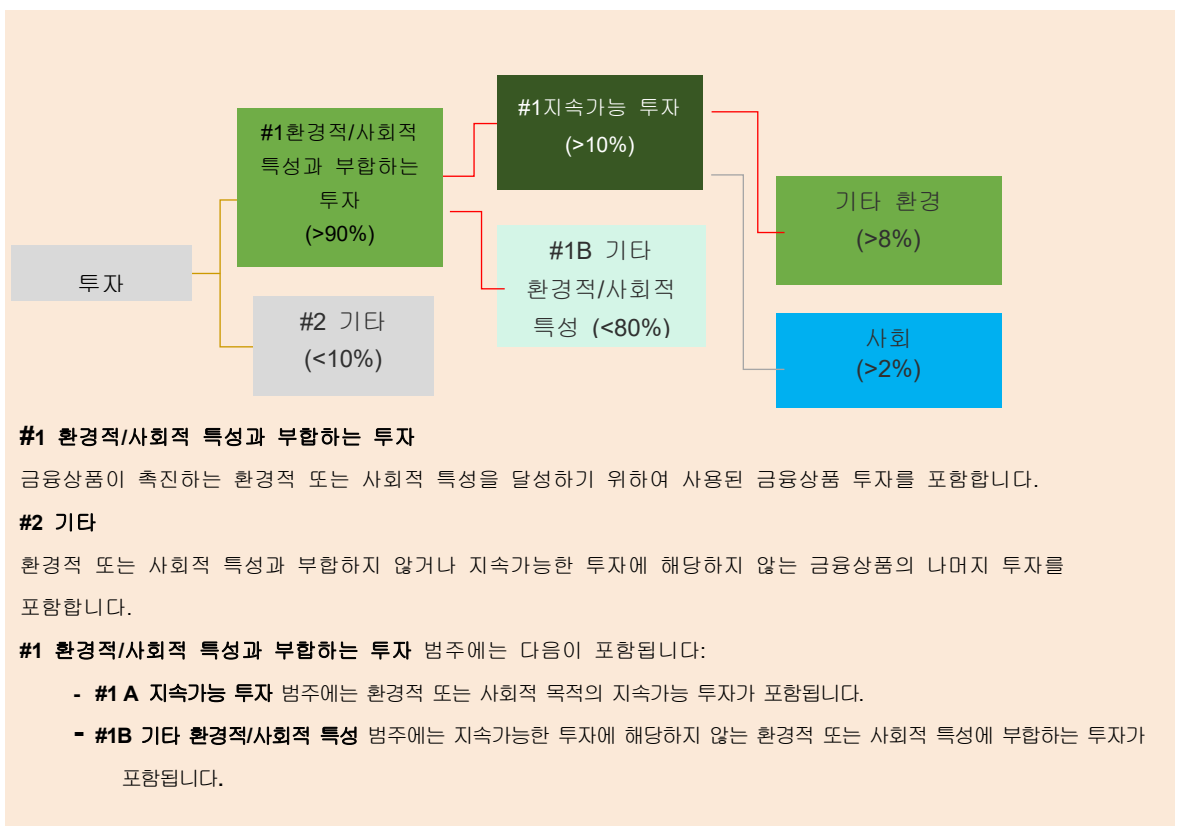 #1지속가능 투자
(>10%)
#1환경적/사회적
특성과 부합하는
투자
(>90%)
기타 환경
(>8%)
#1B 기타
환경적/사회적
특성 (<80%)
투자
#2 기타
(<10%)
사회
(>2%)
#1 환경적/사회적 특성과 부합하는 투자
금융상품이 촉진하는 환경적 또는 사회적 특성을 달성하기 위하여 사용된 금융상품 투자를 포함합니다.
#2 기타
환경적 또는 사회적 특성과 부합하지 않거나 지속가능한 투자에 해당하지 않는 금융상품의 나머지 투자를
포함합니다.
#1 환경적/사회적 특성과 부합하는 투자 범주에는 다음이 포함됩니다:
- #1 A 지속가능 투자 범주에는 환경적 또는 사회적 목적의 지속가능 투자가 포함됩니다.
- #1B 기타 환경적/사회적 특성 범주에는 지속가능한 투자에 해당하지 않는 환경적 또는 사회적 특성에 부합하는 투자가
포함됩니다.